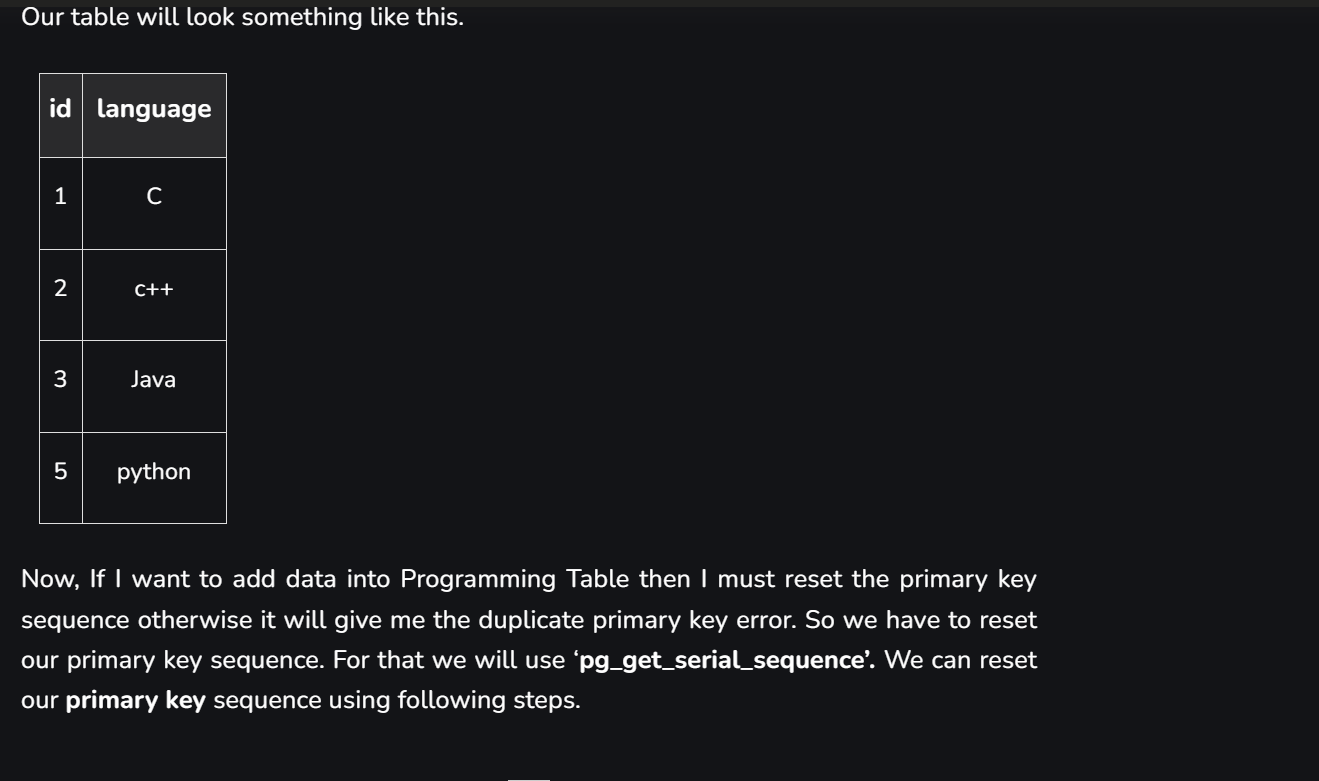 Our table will look something like this.
id language
1 C
2 c++
3 Java
5 python
Now, If I want to add data into Programming Table then I must reset the primary key
sequence otherwise it will give me the duplicate primary key error. So we have to reset
our primary key sequence. For that we will use ‘pg_get_serial_sequence’. We can reset
our primary key sequence using following steps.